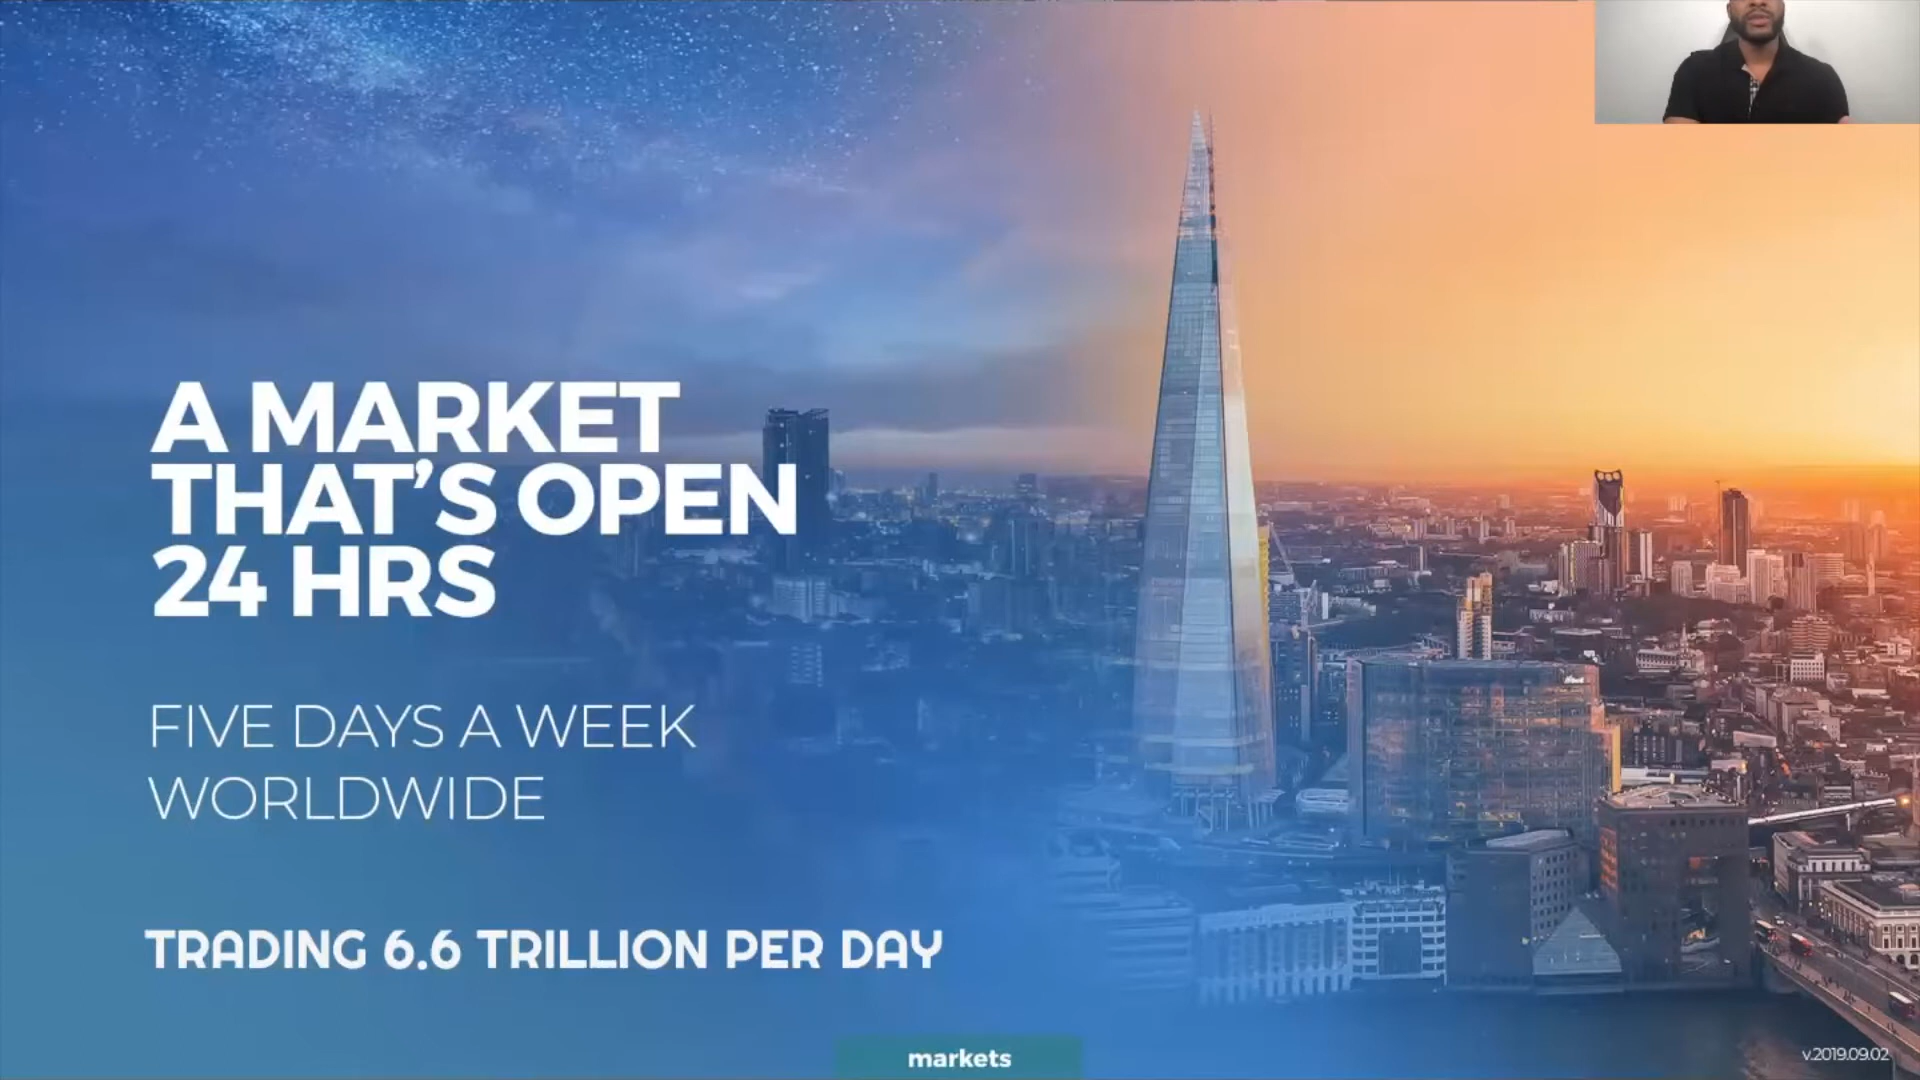 A MARKET
THAT'S OPEN
24 HRS
FIVE DAYS A WEEK
WORLDWIDE
TRADING 6.6 TRILLION PER DAY
markets
v.2019.09.02